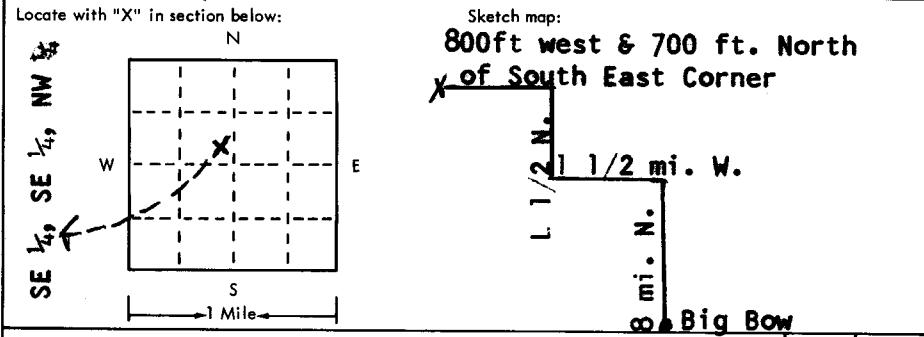 Locate with "X" in section below:
N
W
E
S
1 Mile
SE 1/4, SE 1/4, NW
X
Sketch map:
800ft west & 700 ft. North
of South East Corner
X
1 1/2 N.
1 1/2 mi. W.
8 mi. N.
Big Bow